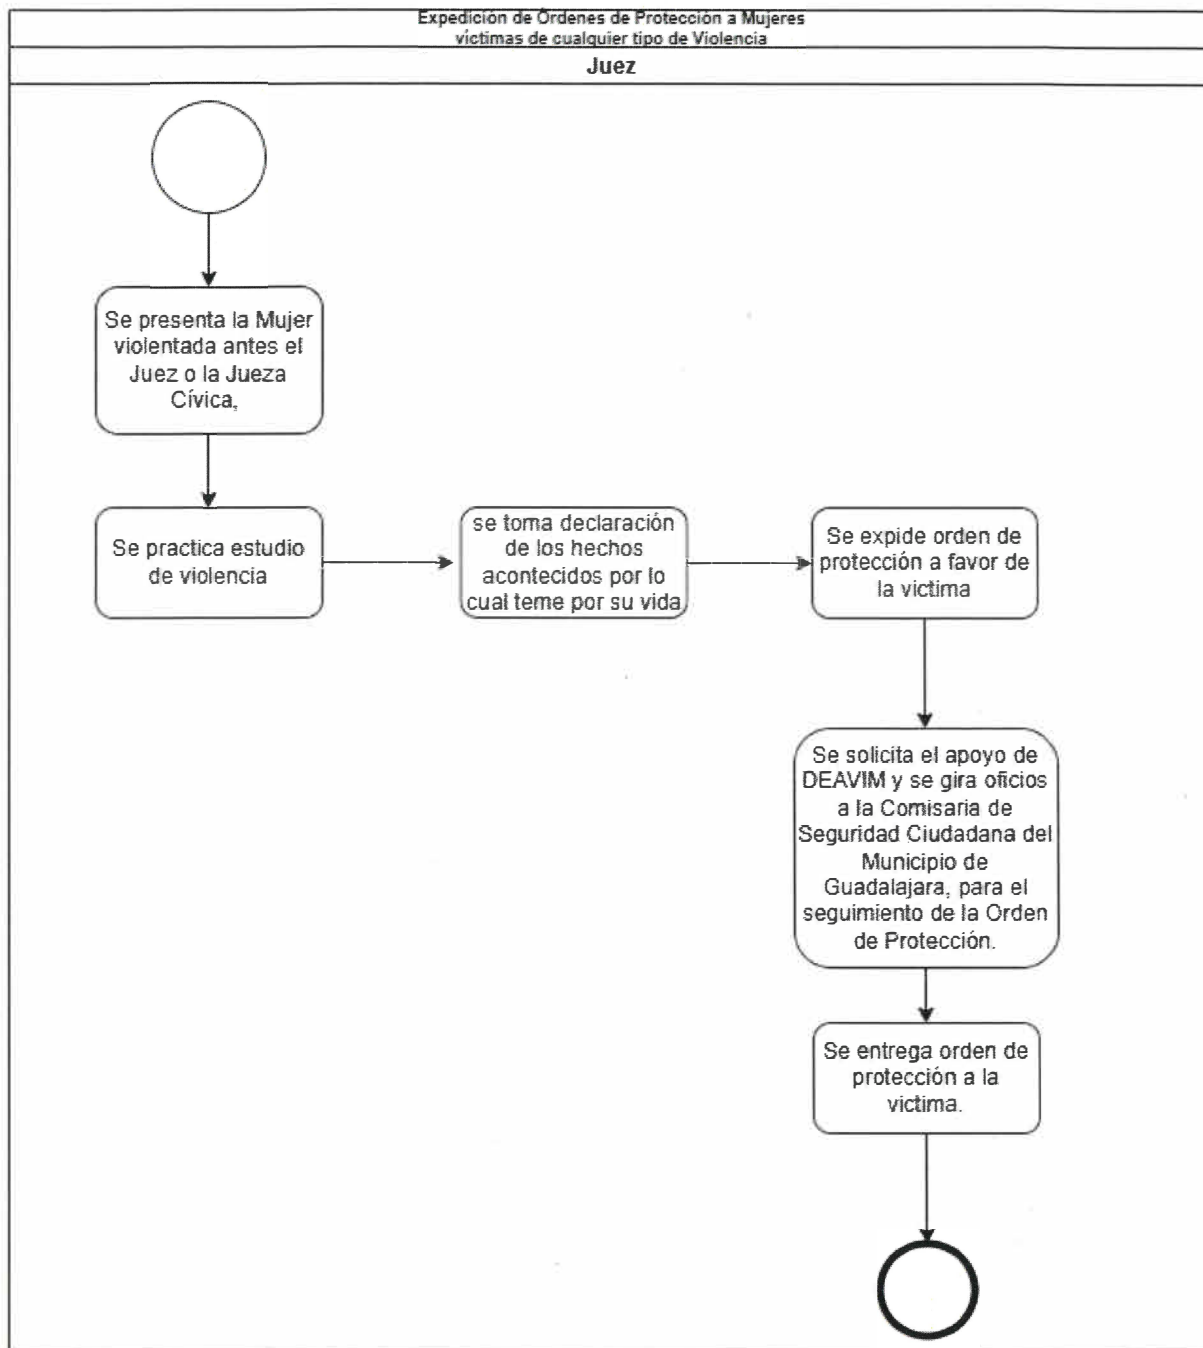 Expedición de Órdenes de Protección a Mujeres
víctimas de cualquier tipo de Violencia
Juez
Se presenta la Mujer
violentada antes el
Juez o la Jueza
Cívica,
Se practica estudio
de violencia
se toma declaración
de los hechos
acontecidos por lo
cual teme por su vida
Se expide orden de
protección a favor de
la victima
Se solicita el apoyo de
DEAVIM y se gira oficios
a la Comisaria de
Seguridad Ciudadana del
Municipio de
Guadalajara, para el
seguimiento de la Orden
de Protección.
Se entrega orden de
protección a la
victima.